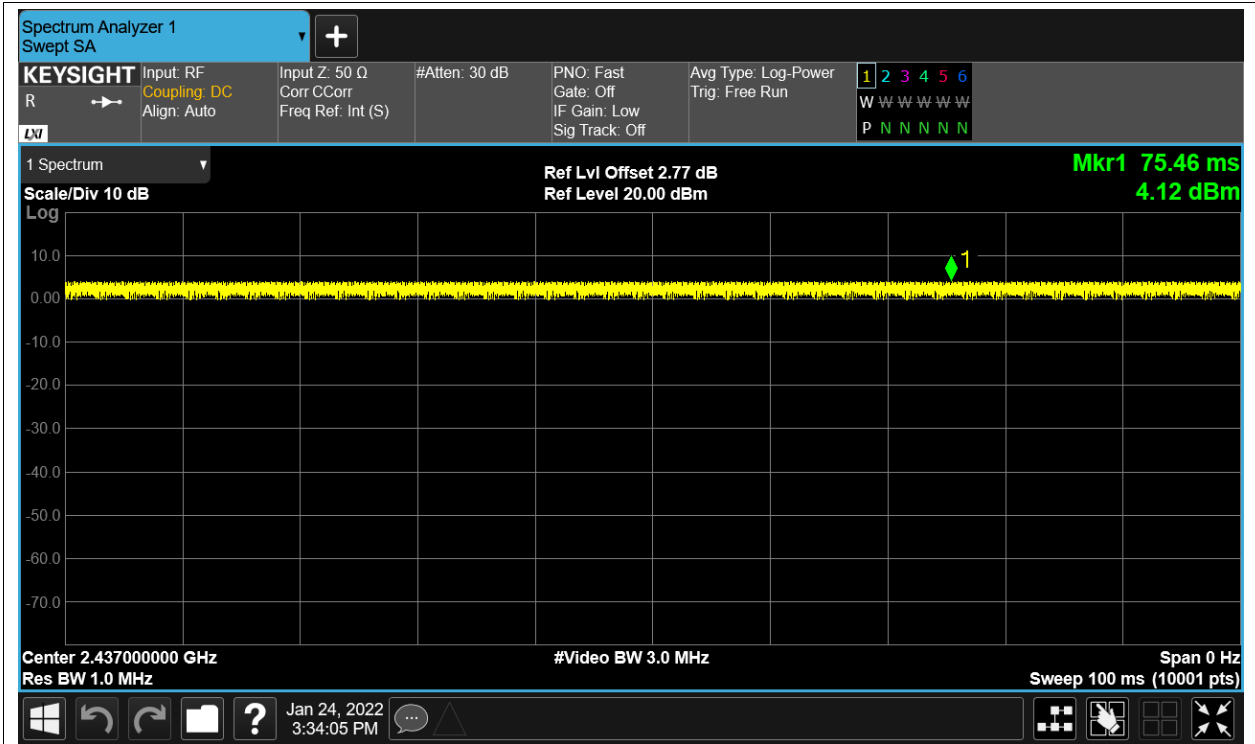 Spectrum Analyzer 1
Swept SA
+
KEYSIGHT
R
LXI
Input: RF
Coupling: DC
Align: Auto
Input Z: 50 Ω
Corr CCorr
Freq Ref: Int (S)
#Atten: 30 dB
PNO: Fast
Gate: Off
IF Gain: Low
Sig Track: Off
Avg Type: Log-Power
Trig: Free Run
1 2 3 4 5 6
W W W W W W
P N N N N N
1 Spectrum
Scale/Div 10 dB
Ref Lvl Offset 2.77 dB
Ref Level 20.00 dBm
Mkr1 75.46 ms
4.12 dBm
Log
1
10.0
0.00
-10.0
-20.0
-30.0
-40.0
-50.0
-60.0
-70.0
Center 2.437000000 GHz
#Video BW 3.0 MHz
Span 0 Hz
Res BW 1.0 MHz
Sweep 100 ms (10001 pts)
?
Jan 24, 2022
3:34:05 PM